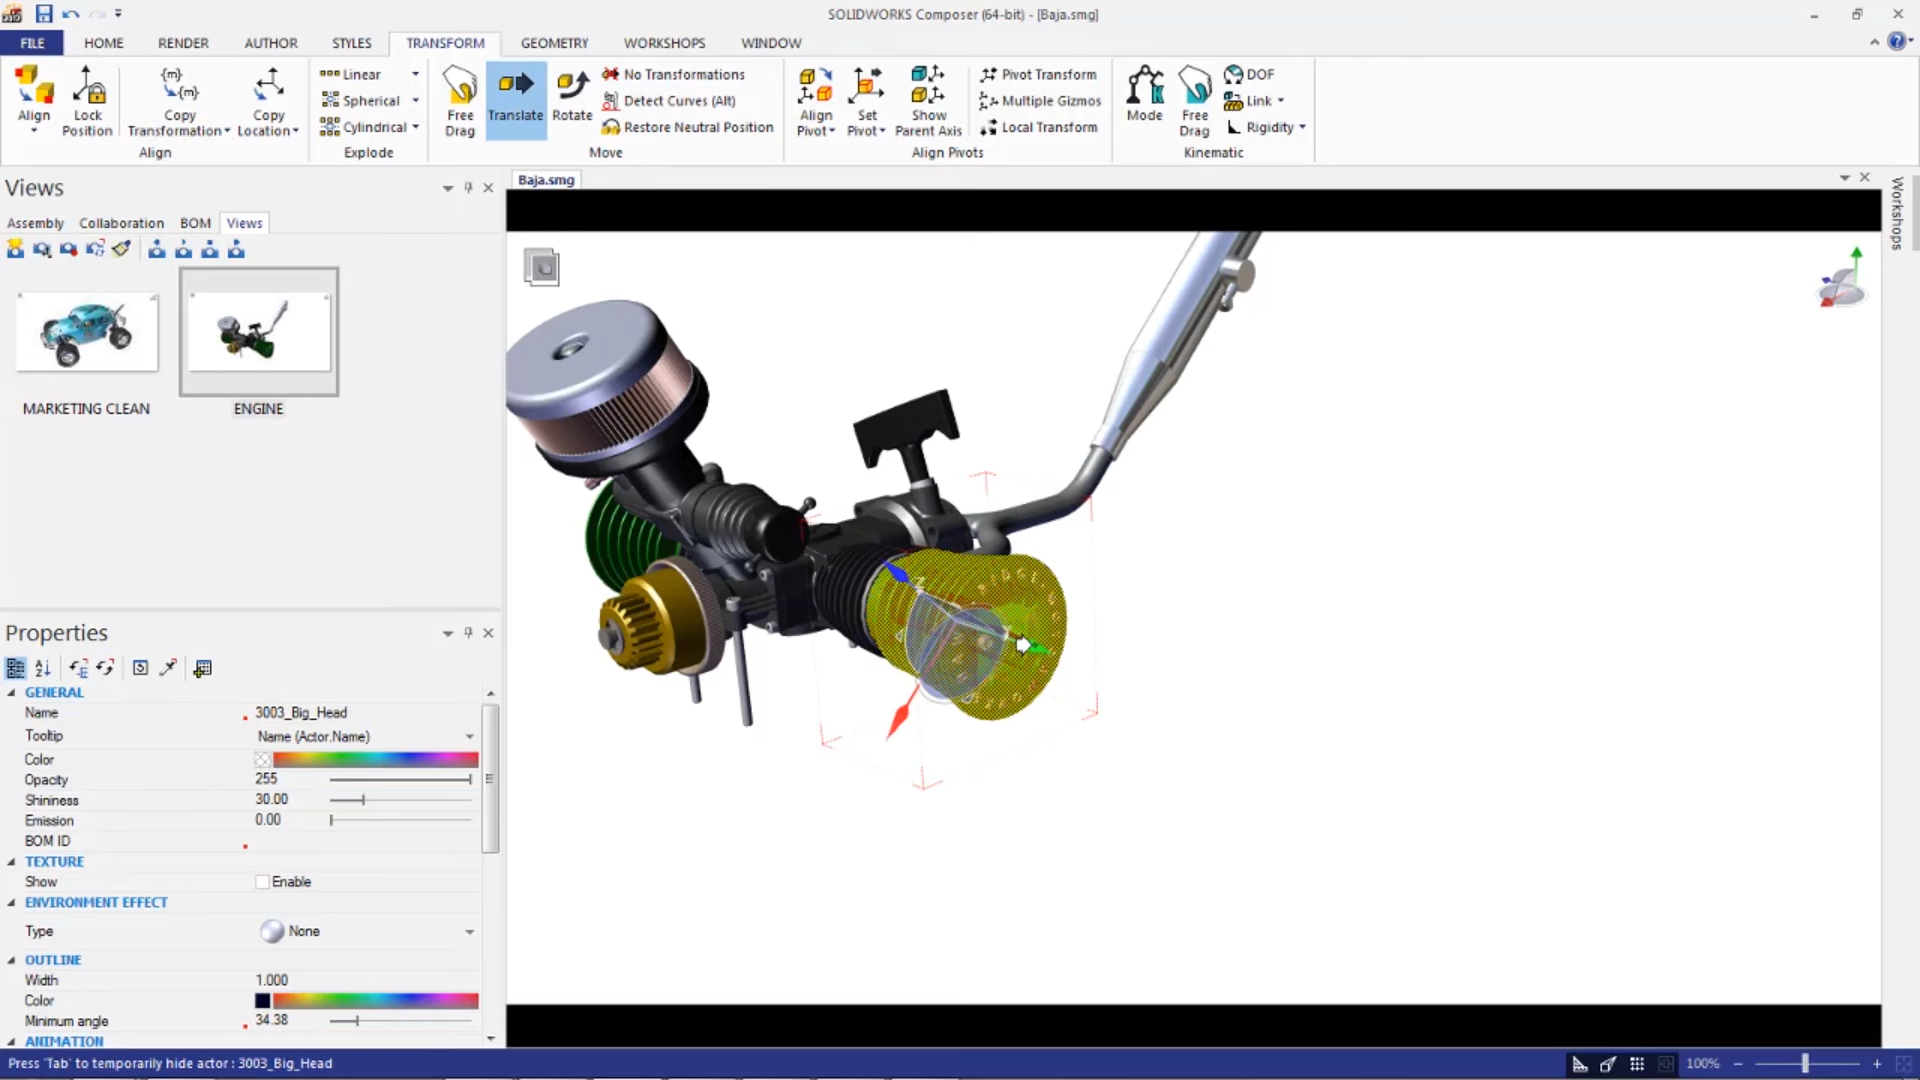 SOLIDWORKS Composer (64-bit) - [Baja.smg]
FILE HOME RENDER AUTHOR STYLES TRANSFORM GEOMETRY WORKSHOPS WINDOW
Align
Lock
Position
Copy
Transformation
Copy
Location
Align
Linear
Spherical
Cylindrical
Explode
Free
Drag
Translate
Rotate
No Transformations
Detect Curves (Alt)
Restore Neutral Position
Move
Align
Pivot
Set
Pivot
Show
Parent Axis
Pivot Transform
Multiple Gizmos
Local Transform
Align Pivots
Mode
Free
Drag
DOF
Link
Rigidity
Kinematic
Views
Assembly Collaboration BOM Views
MARKETING CLEAN
ENGINE
Baja.smg
Workshops
Z
Properties
GENERAL
Name 3003_Big_Head
Tooltip Name (Actor.Name)
Color
Opacity 255
Shininess 30.00
Emission 0.00
BOM ID
TEXTURE
Show Enable
ENVIRONMENT EFFECT
Type None
OUTLINE
Width 1.000
Color
Minimum angle 34.38
ANIMATION
Press 'Tab' to temporarily hide actor : 3003_Big_Head
100%